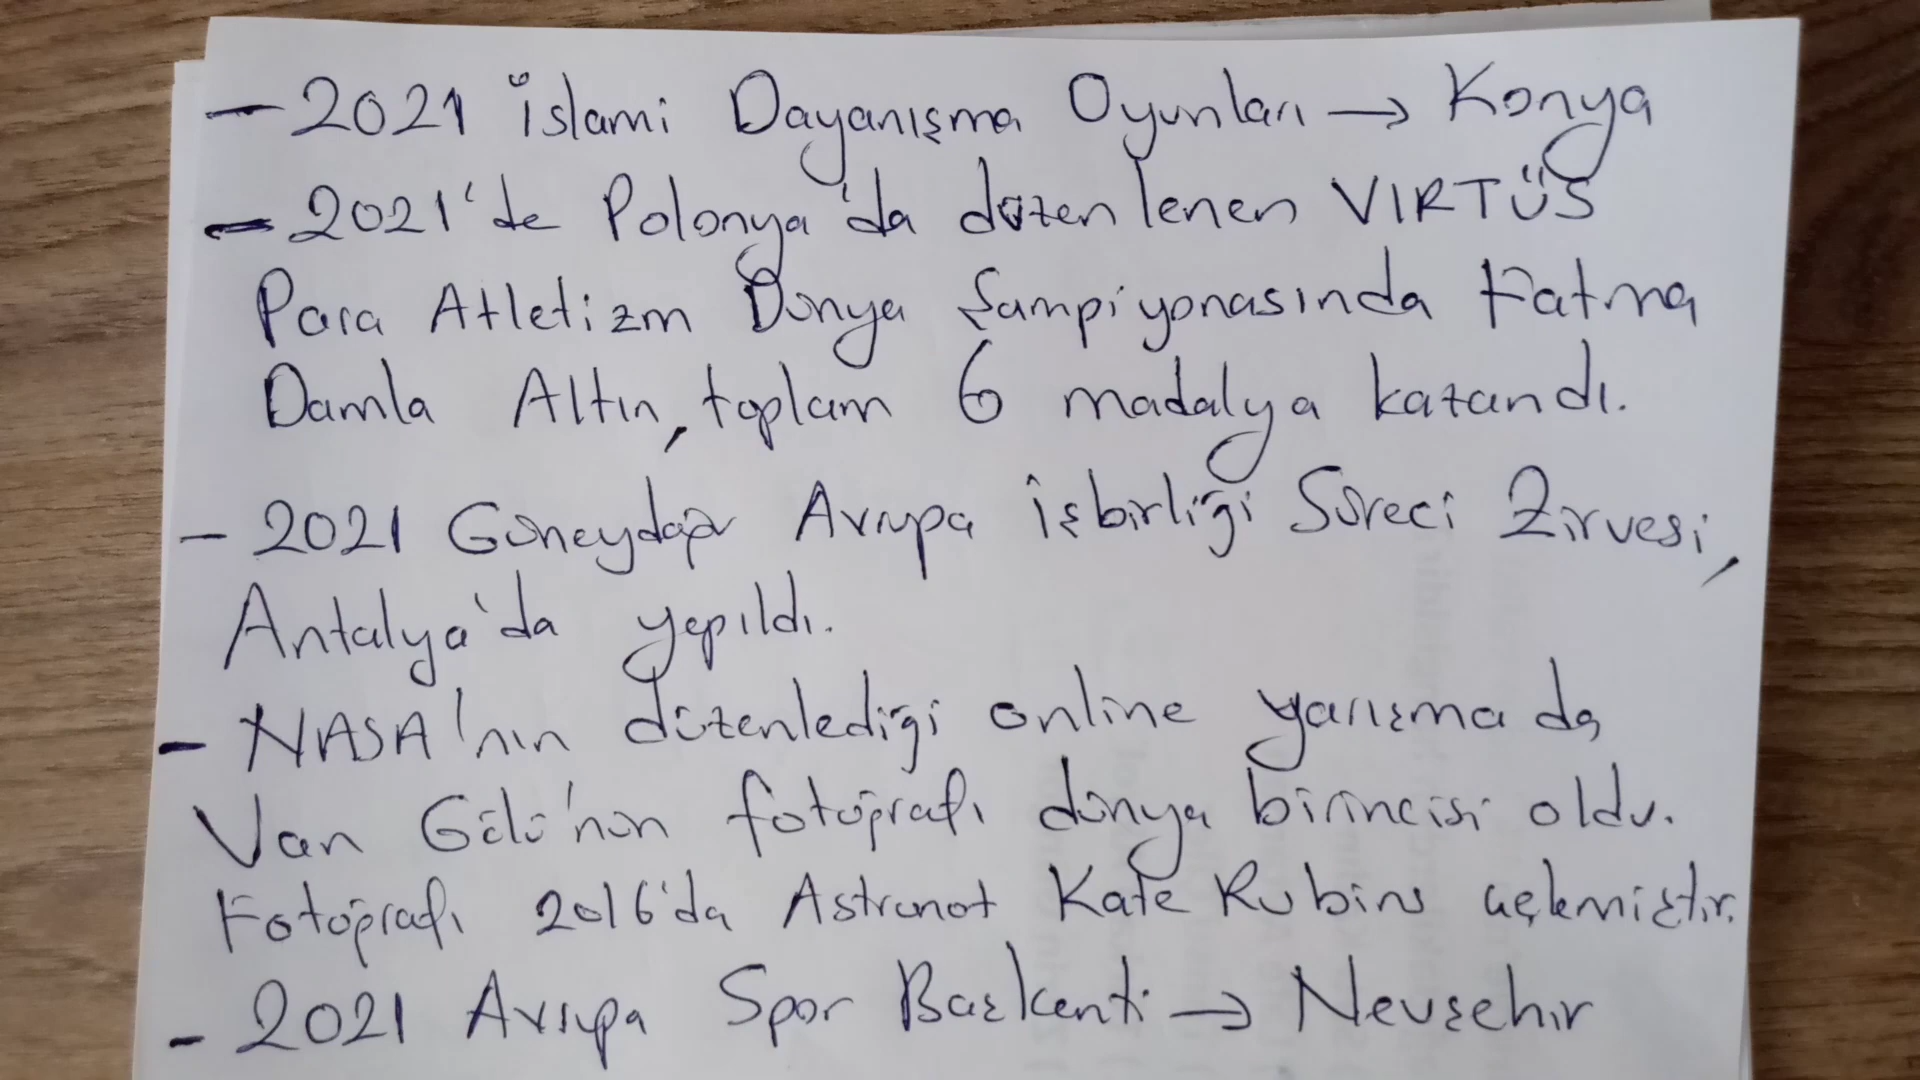 - 2021 İslami Dayanışma Oyunları → Konya
- 2021'de Polonya'da düzenlenen VIRTÜS
Para Atletizm Dünya Şampiyonasında Fatma
Damla Altın, toplam 6 madalya kazandı.
- 2021 Güneydoğu Avrupa İşbirliği Süreci Zirvesi,
Antalya'da yapıldı.
- NASA'nın düzenlediği online yarışmada
Van Gölü'nün fotoğrafı dünya birincisi oldu.
Fotoğrafı 2016'da Astronot Kate Rubins çekmiştir.
- 2021 Avrupa Spor Başkenti → Nevşehir